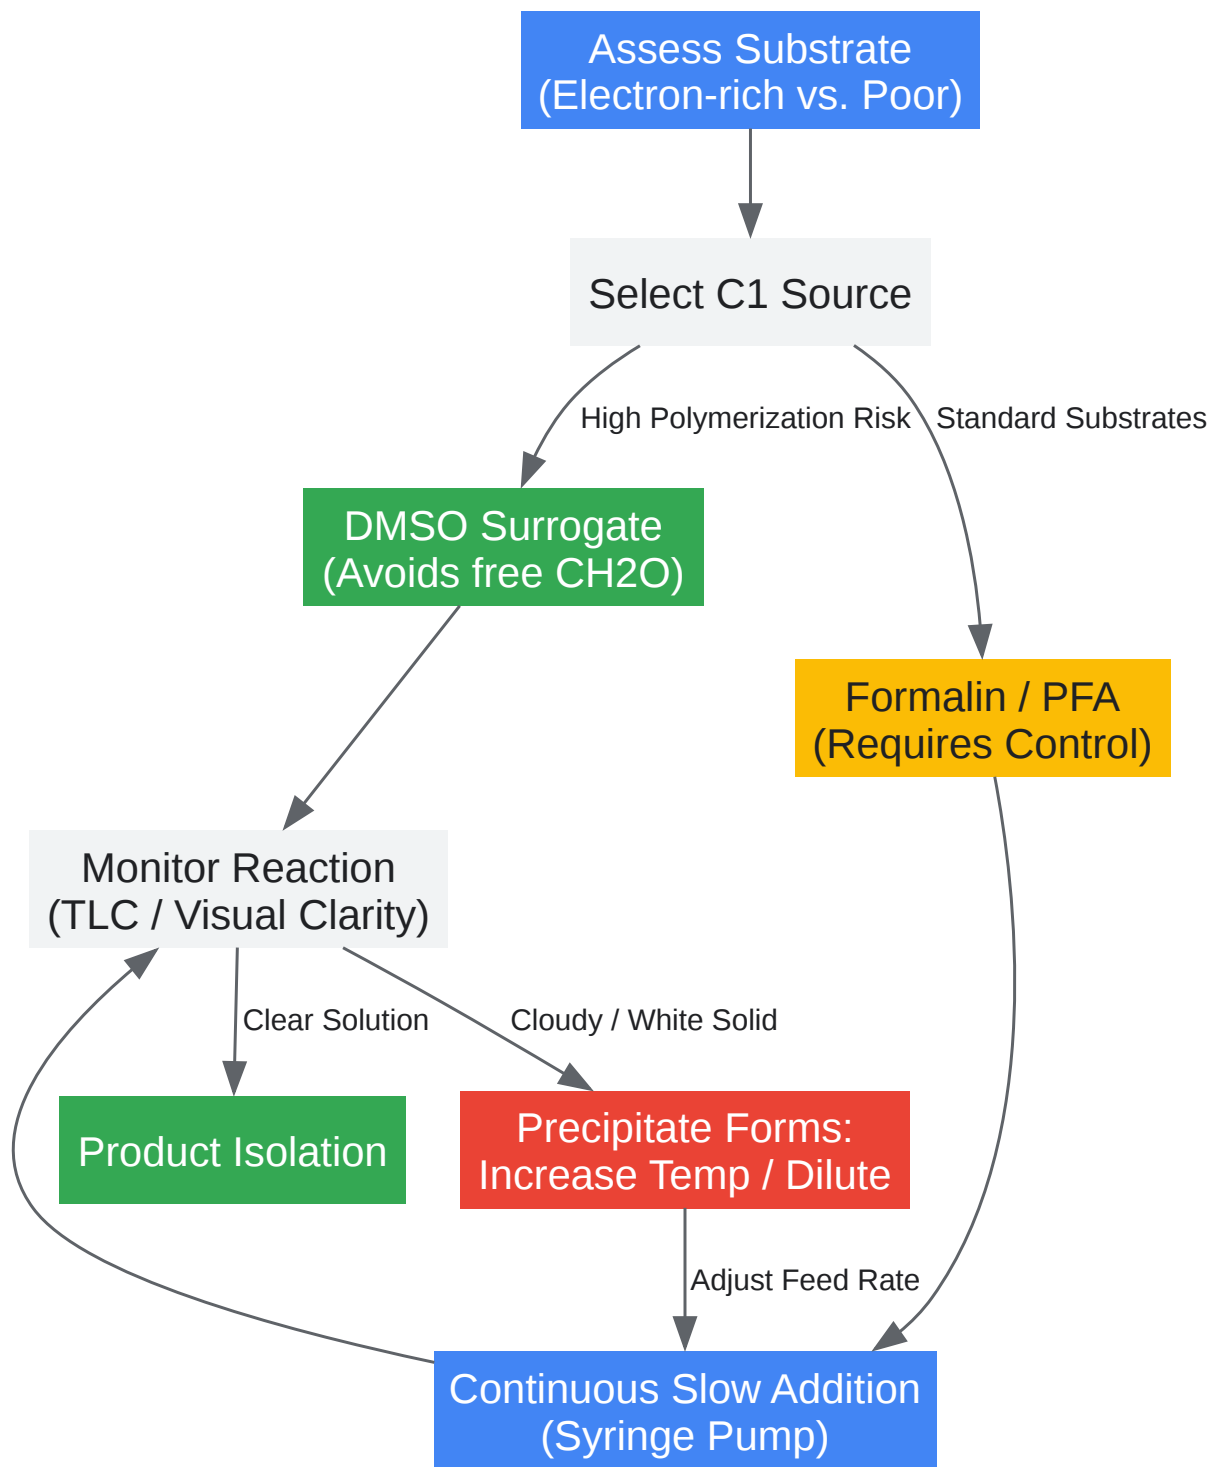 Assess Substrate
(Electron-rich vs. Poor)
Select C1 Source
High Polymerization Risk
Standard Substrates
DMSO Surrogate
(Avoids free CH2O)
Formalin / PFA
(Requires Control)
Monitor Reaction
(TLC / Visual Clarity)
Clear Solution
Cloudy / White Solid
Product Isolation
Precipitate Forms:
Increase Temp / Dilute
Adjust Feed Rate
Continuous Slow Addition
(Syringe Pump)